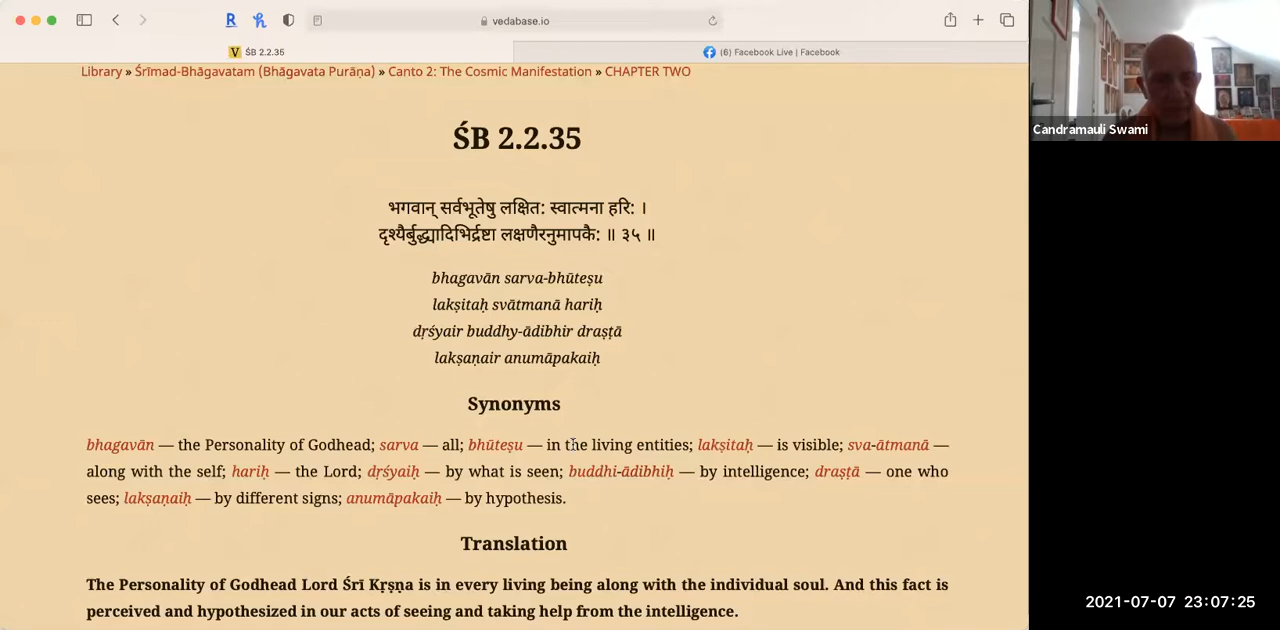 vedabase.io
ŚB 2.2.35
(6) Facebook Live | Facebook
Library » Śrīmad-Bhāgavatam (Bhāgavata Purāṇa) » Canto 2: The Cosmic Manifestation » CHAPTER TWO
ŚB 2.2.35
भगवान् सर्वभूतेषु लक्षित: स्वात्मना हरि: ।
द‍ृश्यैर्बुद्ध्यादिभिर्द्रष्टा लक्षणैरनुमापकै: ॥ ३५ ॥
bhagavān sarva-bhūteṣu
lakṣitaḥ svātmanā hariḥ
dṛśyair buddhy-ādibhir draṣṭā
lakṣaṇair anumāpakaiḥ
Synonyms
bhagavān — the Personality of Godhead; sarva — all; bhūteṣu — in the living entities; lakṣitaḥ — is visible; sva-ātmanā —
along with the self; hariḥ — the Lord; dṛśyaiḥ — by what is seen; buddhi-ādibhiḥ — by intelligence; draṣṭā — one who
sees; lakṣaṇaiḥ — by different signs; anumāpakaiḥ — by hypothesis.
Translation
The Personality of Godhead Lord Śrī Kṛṣṇa is in every living being along with the individual soul. And this fact is
perceived and hypothesized in our acts of seeing and taking help from the intelligence.
Candramauli Swami
2021-07-07 23:07:25